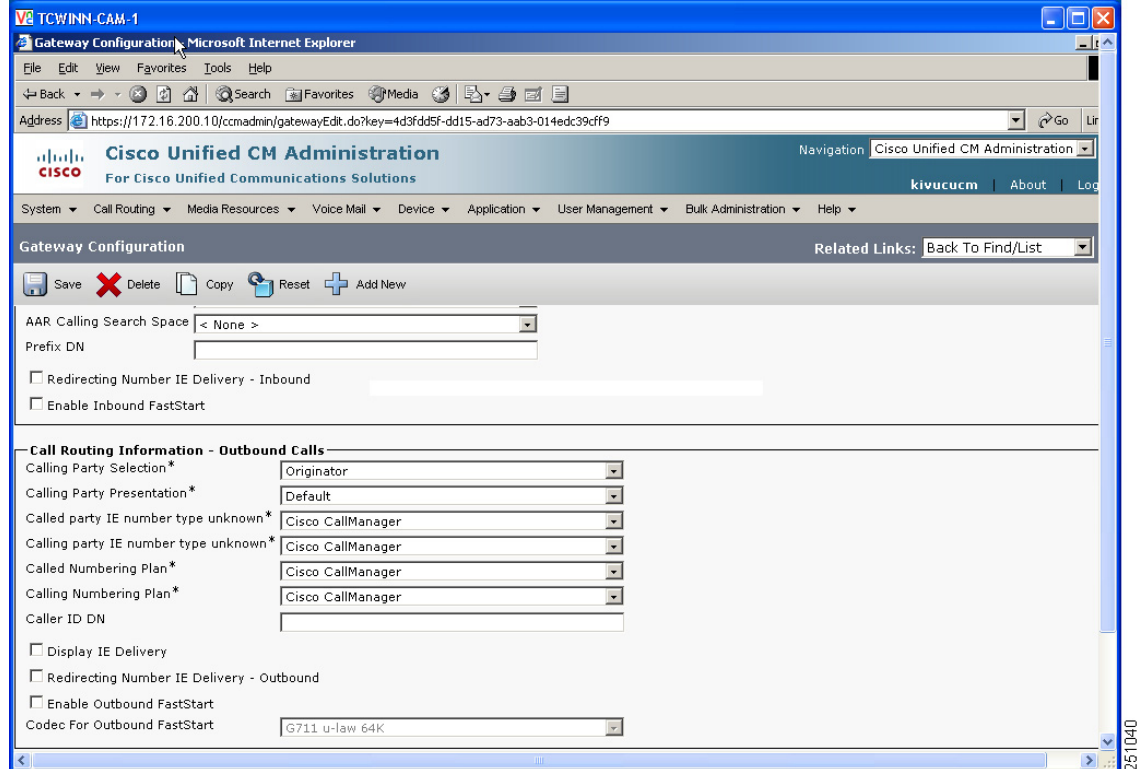 TCWINN-CAM-1
Gateway Configuration - Microsoft Internet Explorer
File Edit View Favorites Tools Help
Back Search Favorites Media
Address https://172.16.200.10/ccmadmin/gatewayEdit.do?key=4d3fdd5f-dd15-ad73-aab3-014edc39cff9 Go Lir
CISCO
Cisco Unified CM Administration
For Cisco Unified Communications Solutions
Navigation Cisco Unified CM Administration
kivucucm | About | Log
System Call Routing Media Resources Voice Mail Device Application User Management Bulk Administration Help
Gateway Configuration Related Links: Back To Find/List
Save Delete Copy Reset Add New
AAR Calling Search Space < None >
Prefix DN
Redirecting Number IE Delivery - Inbound
Enable Inbound FastStart
Call Routing Information - Outbound Calls
Calling Party Selection* Originator
Calling Party Presentation* Default
Called party IE number type unknown* Cisco CallManager
Calling party IE number type unknown* Cisco CallManager
Called Numbering Plan* Cisco CallManager
Calling Numbering Plan* Cisco CallManager
Caller ID DN
Display IE Delivery
Redirecting Number IE Delivery - Outbound
Enable Outbound FastStart
Codec For Outbound FastStart G711 u-law 64K
251040